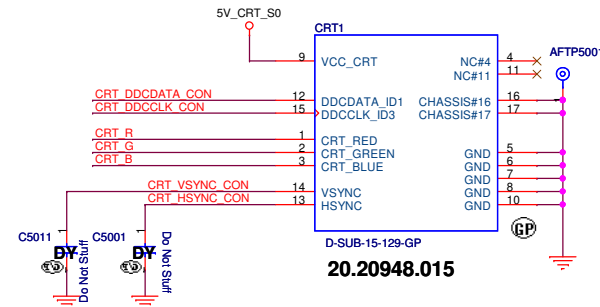 5V_CRT_S0
CRT1
AFTP5001
9 VCC_CRT
NC#4 4
NC#11 11
CRT_DDCDATA_CON 12 DDCDATA_ID1
CHASSIS#16 16
CRT_DDCCLK_CON 15 DDCCLK_ID3
CHASSIS#17 17
CRT_R 1 CRT_RED
CRT_G 2 CRT_GREEN
CRT_B 3 CRT_BLUE
GND 5
GND 6
GND 7
GND 8
GND 10
CRT_VSYNC_CON 14 VSYNC
CRT_HSYNC_CON 13 HSYNC
GP
D-SUB-15-129-GP
20.20948.015
C5011
1
DY
Do Not Stuff
C5001
1
DY
Do Not Stuff